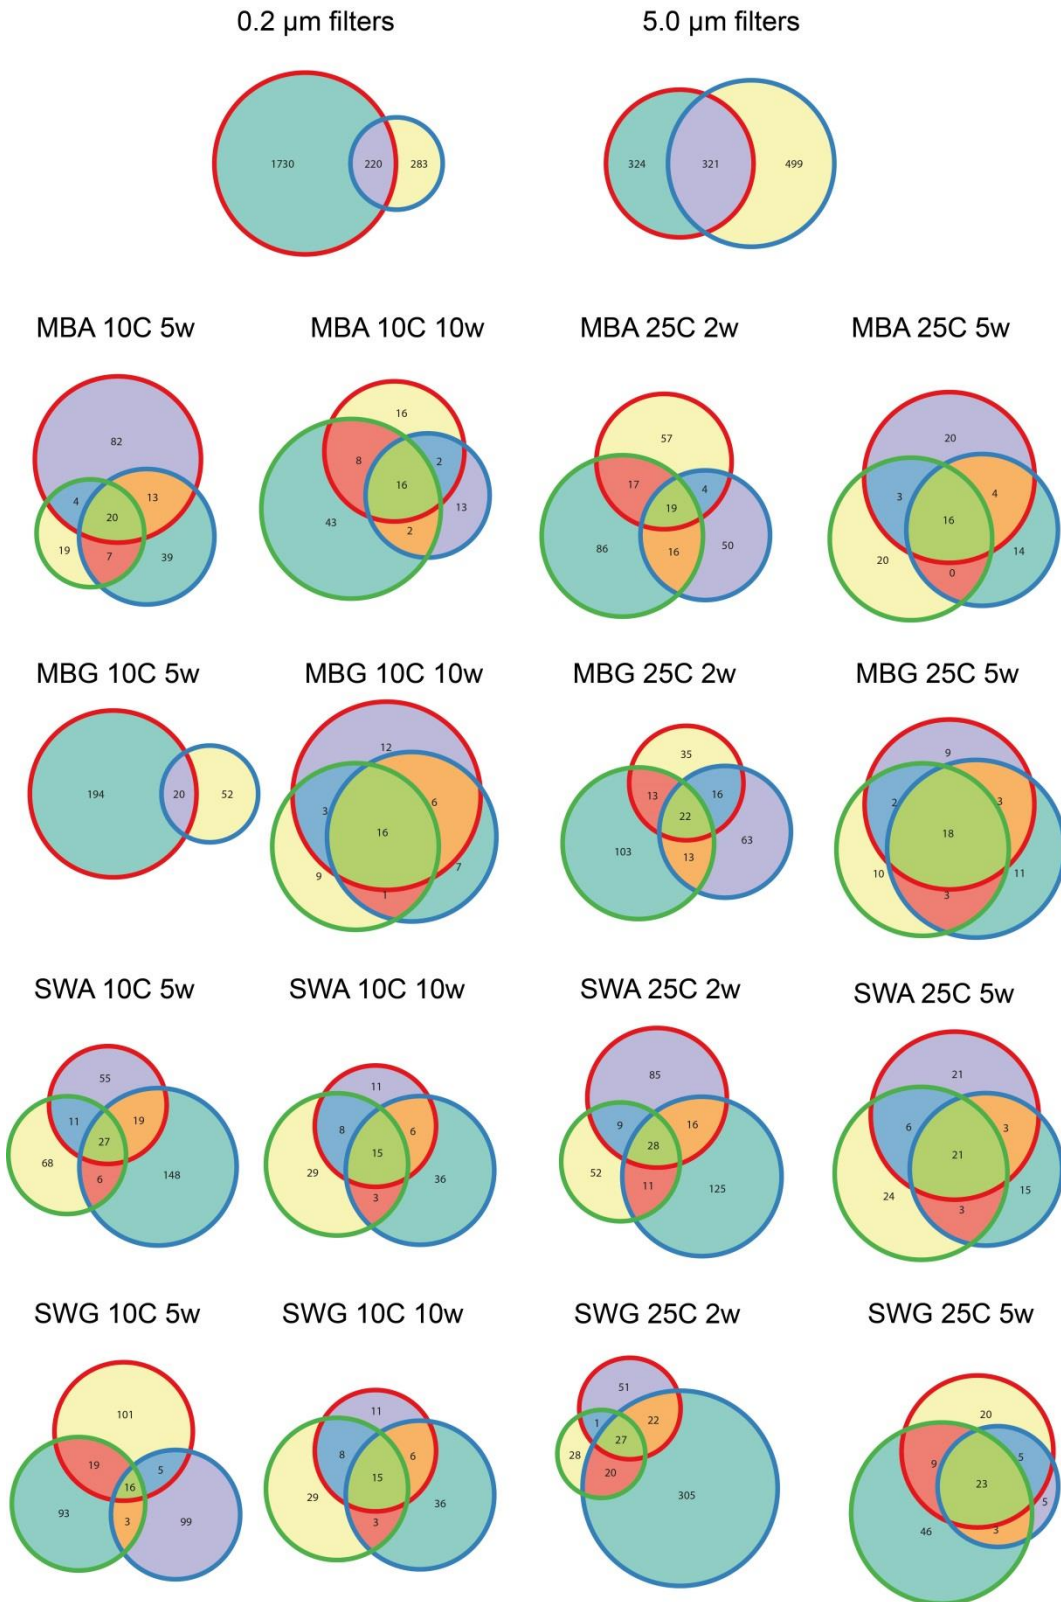 0.2 µm filters 5.0 µm filters
1730 220 283 324 321 499
MBA 10C 5w MBA 10C 10w MBA 25C 2w MBA 25C 5w
82
4 13
20
19 7 39
16
8 2
16
43 2 13
57
17 4
19
86 16 50
20
3 4
16
20 0 14
MBG 10C 5w MBG 10C 10w MBG 25C 2w MBG 25C 5w
194 20 52
12
3 6
16
9 1 7
35
13 16
22
103 13 63
9
2 3
18
10 3 11
SWA 10C 5w SWA 10C 10w SWA 25C 2w SWA 25C 5w
55
11 19
27
68 6 148
11
8 6
15
29 3 36
85
9 16
28
52 11 125
21
6 3
21
24 3 15
SWG 10C 5w SWG 10C 10w SWG 25C 2w SWG 25C 5w
101
19 5
16
93 3 99
11
8 6
15
29 3 36
51
1 22
27
28 20 305
20
9 5
23
46 3 5